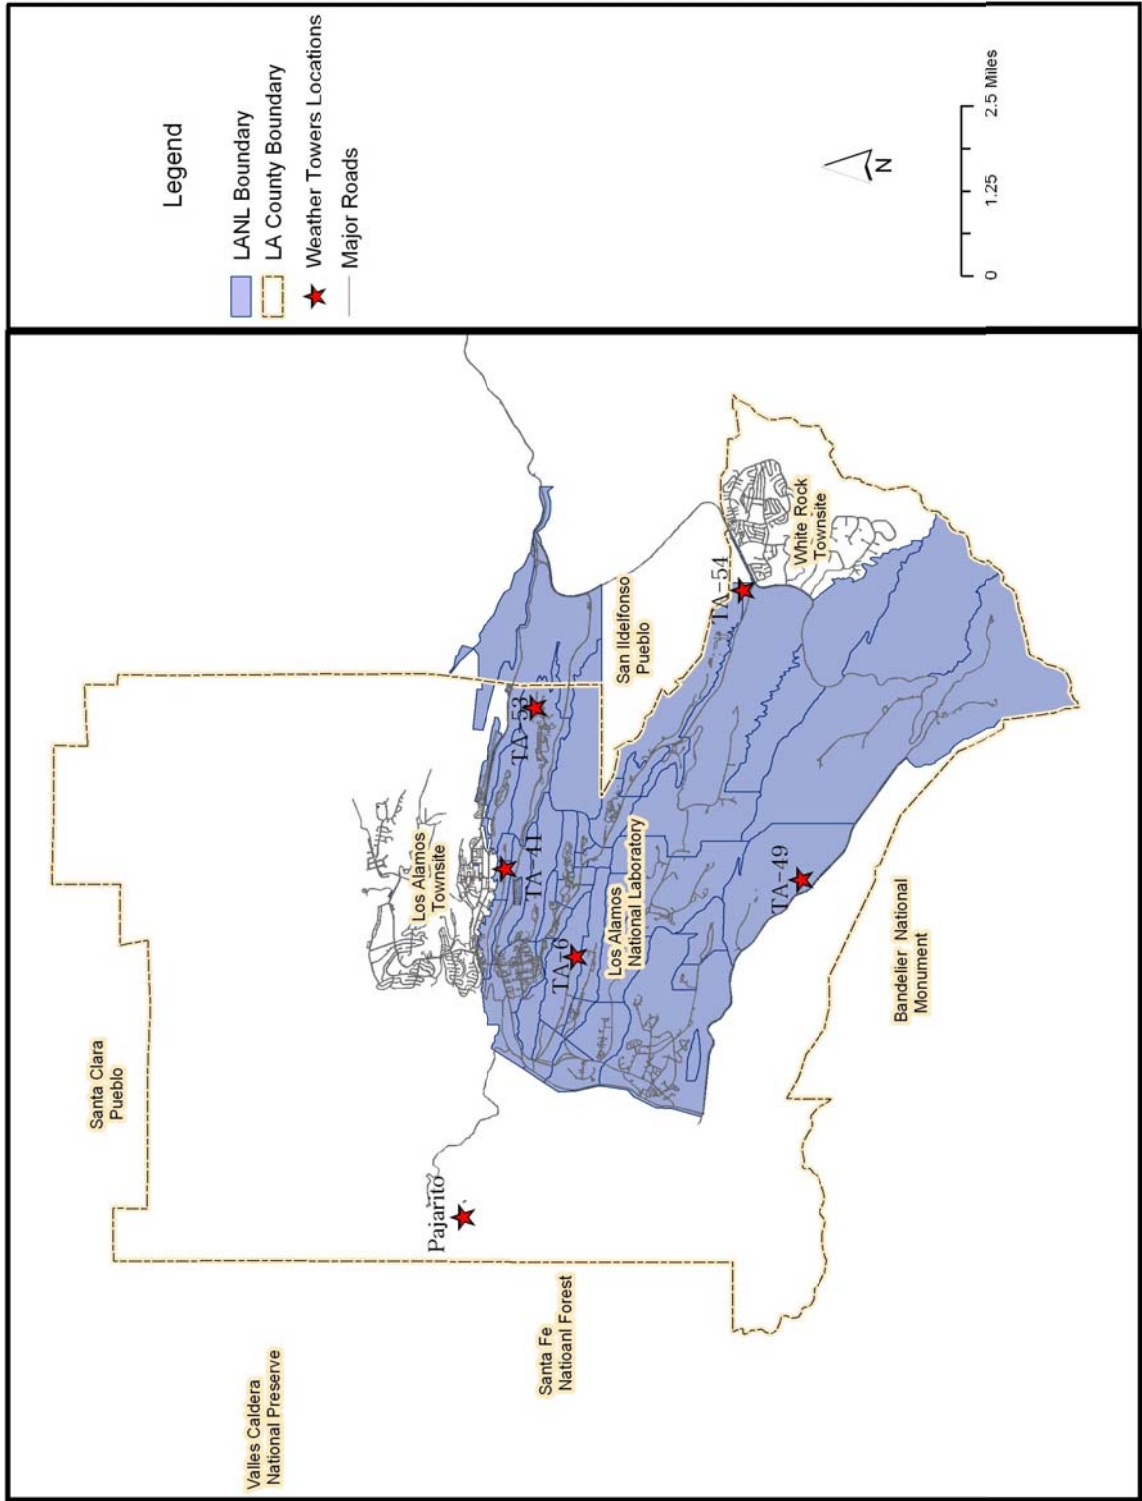 Legend
LANL Boundary
LA County Boundary
Weather Towers Locations
Major Roads
N
0 1.25 2.5 Miles
Valles Caldera
National Preserve
Santa Clara
Pueblo
Pajarito
Santa Fe
Natioanl Forest
Los Alamos
Townsite
TA-53
TA-41
TA-6
Los Alamos
National Laboratory
San Ildelfonso
Pueblo
TA-54
White Rock
Townsite
TA-49
Bandelier National
Monument